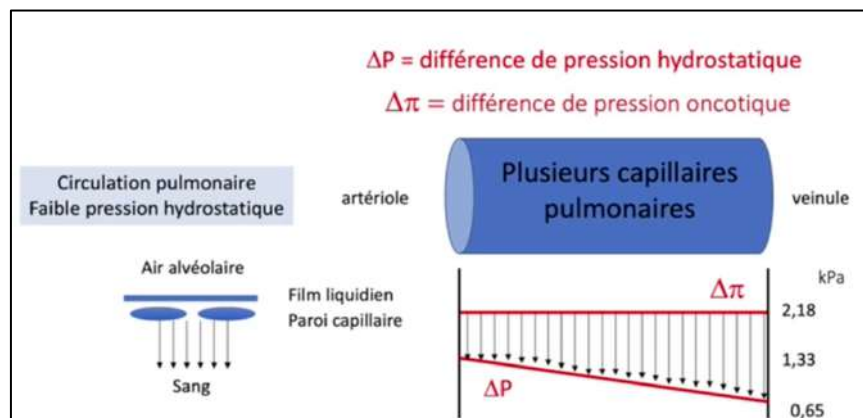 ΔP = différence de pression hydrostatique
Δπ = différence de pression oncotique
Circulation pulmonaire
Faible pression hydrostatique
artériole
Plusieurs capillaires
pulmonaires
veinule
Air alvéolaire
Film liquidien
Paroi capillaire
Sang
kPa
Δπ
2,18
1,33
ΔP
0,65